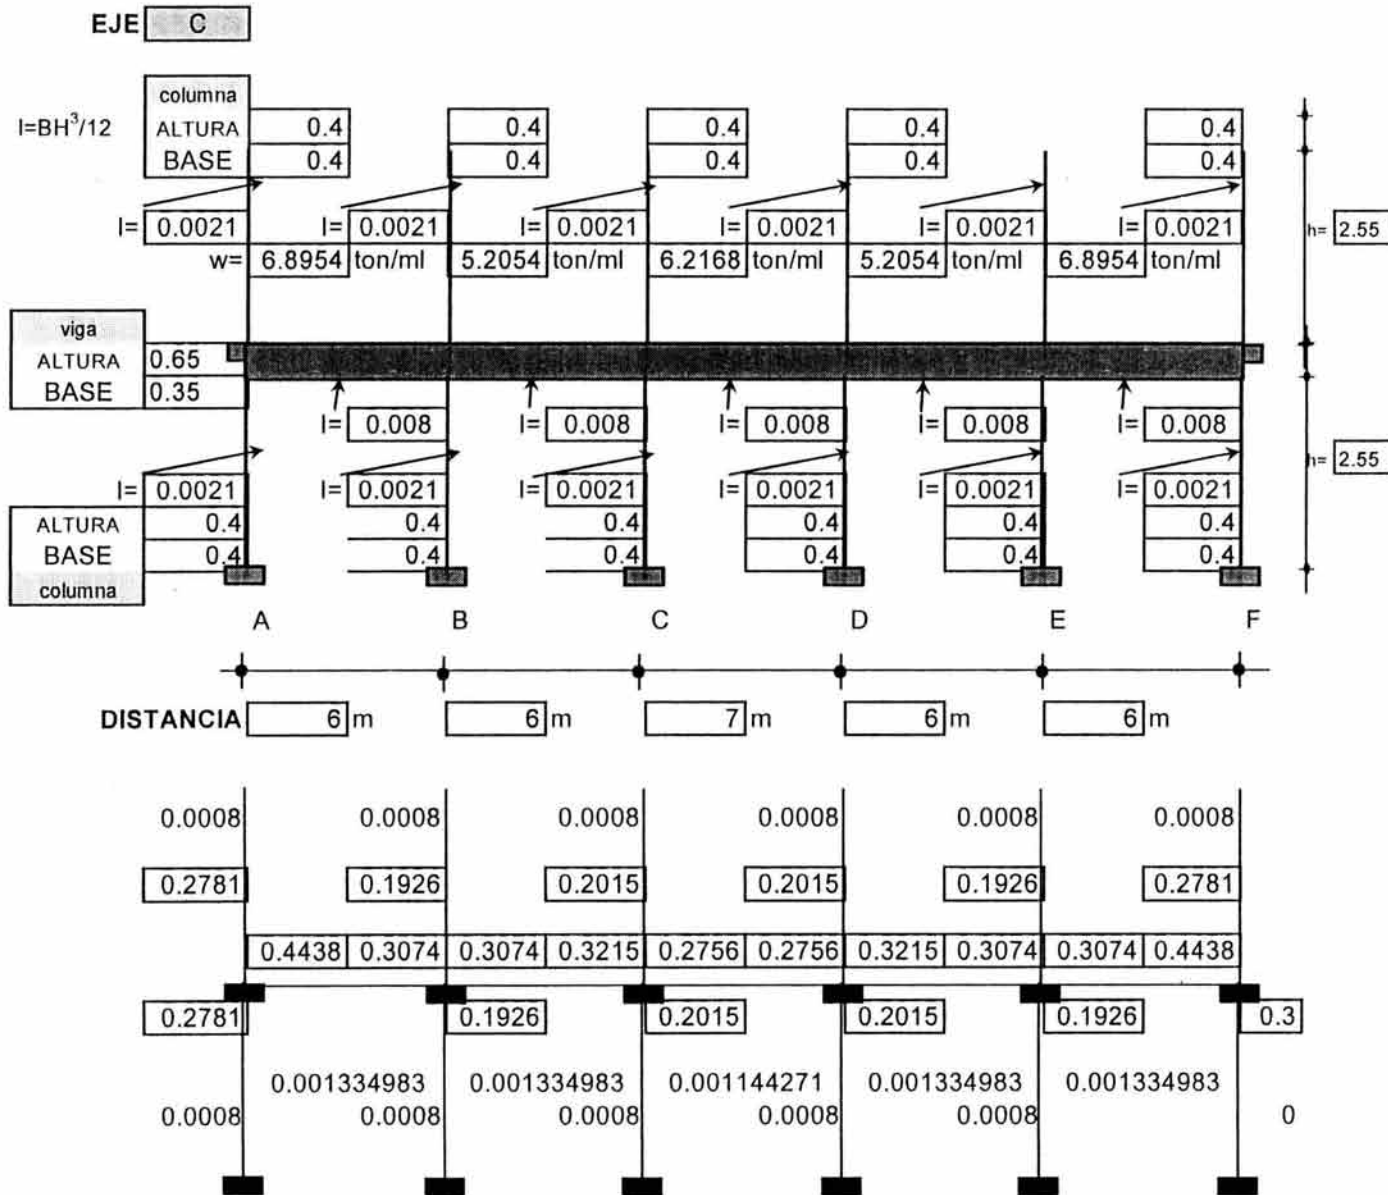 EJE C
columna
I=BH³/12 ALTURA 0.4 0.4 0.4 0.4 0.4
BASE 0.4 0.4 0.4 0.4 0.4
I= 0.0021 I= 0.0021 I= 0.0021 I= 0.0021 I= 0.0021 I= 0.0021 h= 2.55
w= 6.8954 ton/ml 5.2054 ton/ml 6.2168 ton/ml 5.2054 ton/ml 6.8954 ton/ml
viga
ALTURA 0.65
BASE 0.35
I= 0.008 I= 0.008 I= 0.008 I= 0.008 I= 0.008
h= 2.55
I= 0.0021 I= 0.0021 I= 0.0021 I= 0.0021 I= 0.0021 I= 0.0021
ALTURA 0.4 0.4 0.4 0.4 0.4 0.4
BASE 0.4 0.4 0.4 0.4 0.4 0.4
columna
A B C D E F
DISTANCIA 6 m 6 m 7 m 6 m 6 m
0.0008 0.0008 0.0008 0.0008 0.0008 0.0008
0.2781 0.1926 0.2015 0.2015 0.1926 0.2781
0.4438 0.3074 0.3074 0.3215 0.2756 0.2756 0.3215 0.3074 0.3074 0.4438
0.2781 0.1926 0.2015 0.2015 0.1926 0.3
0.001334983 0.001334983 0.001144271 0.001334983 0.001334983
0.0008 0.0008 0.0008 0.0008 0.0008 0